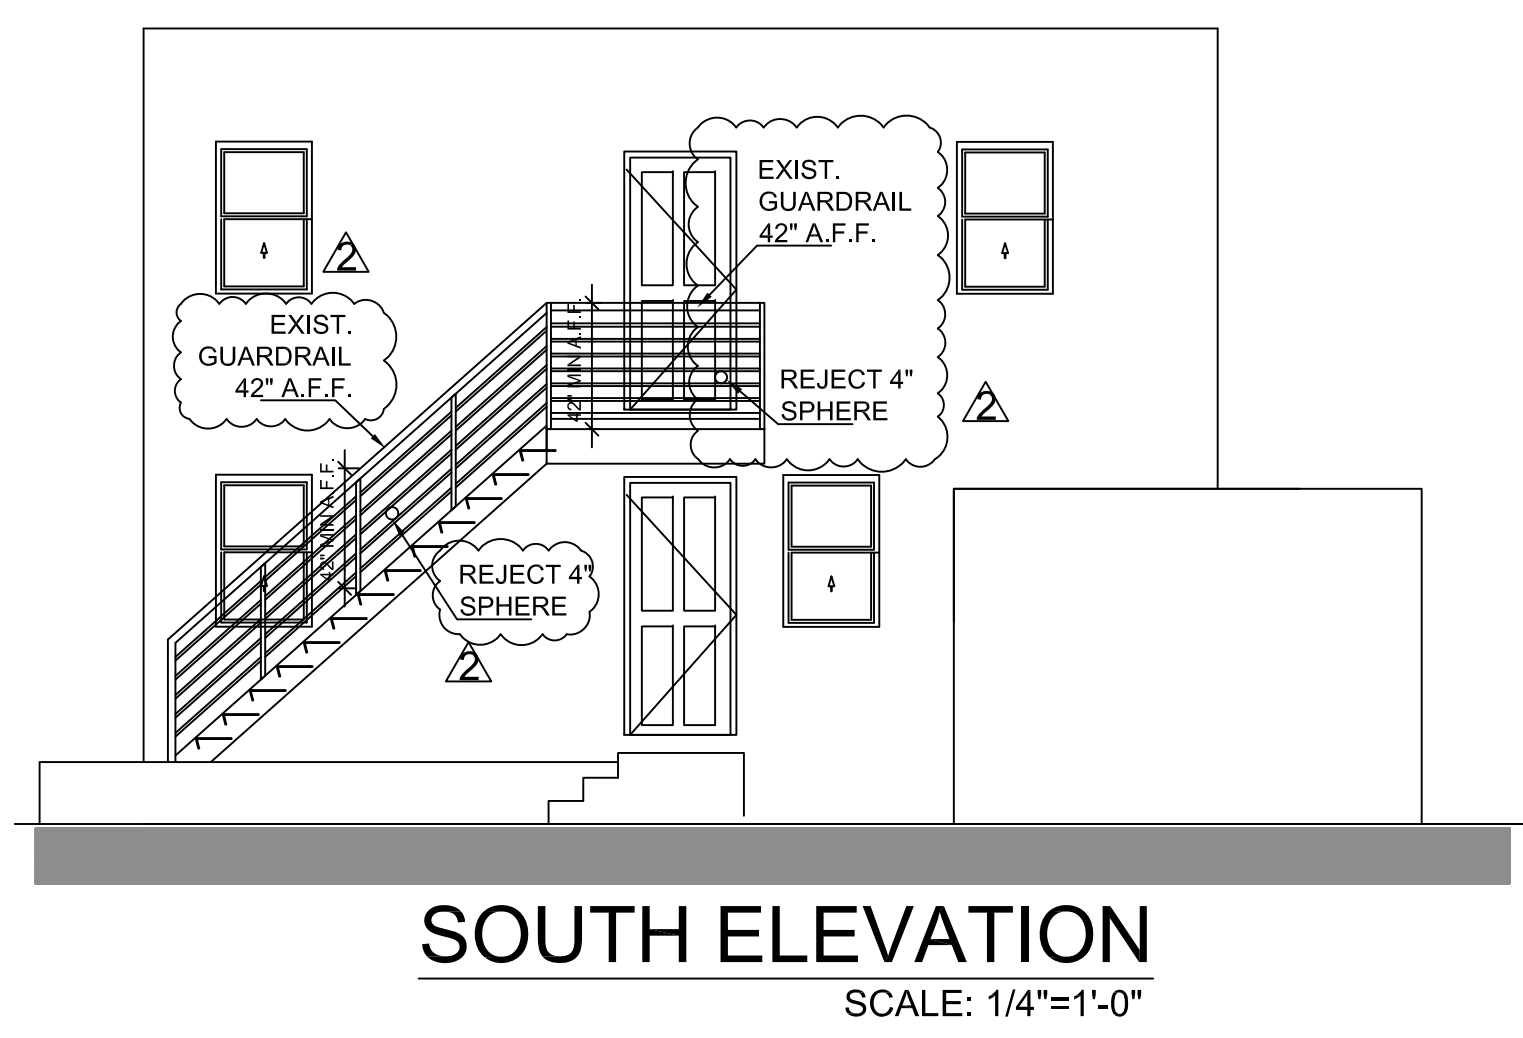 EXIST.
GUARDRAIL
42" A.F.F.
2
EXIST.
GUARDRAIL
42" A.F.F.
42" MIN A.F.F.
REJECT 4"
SPHERE
2
42" MIN A.F.F.
REJECT 4"
SPHERE
2
SOUTH ELEVATION
SCALE: 1/4"=1'-0"